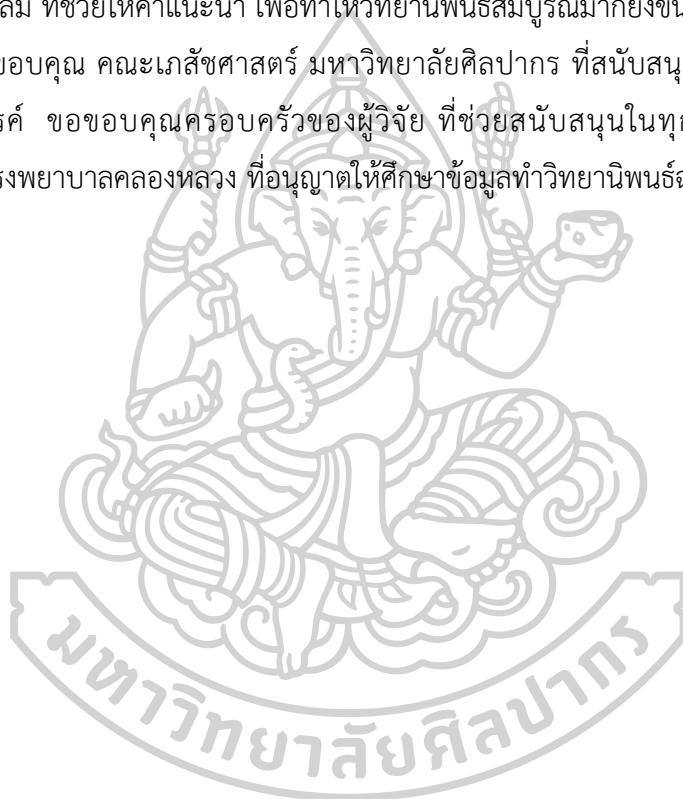 ที่ช่วยให้คำแนะนำ เพื่อทำให้วิทยานิพนธ์สมบูรณ์มากยิ่งขึ้น
ขอบคุณ คณะเภสัชศาสตร์ มหาวิทยาลัยศิลปากร ที่สนับสนุ
รค์ ขอขอบคุณครอบครัวของผู้วิจัย ที่ช่วยสนับสนุนในทุก
รงพยาบาลคลองหลวง ที่อนุญาตให้ศึกษาข้อมูลทำวิทยานิพนธ์ฉ
มหาวิทยาลัยศิลปากร